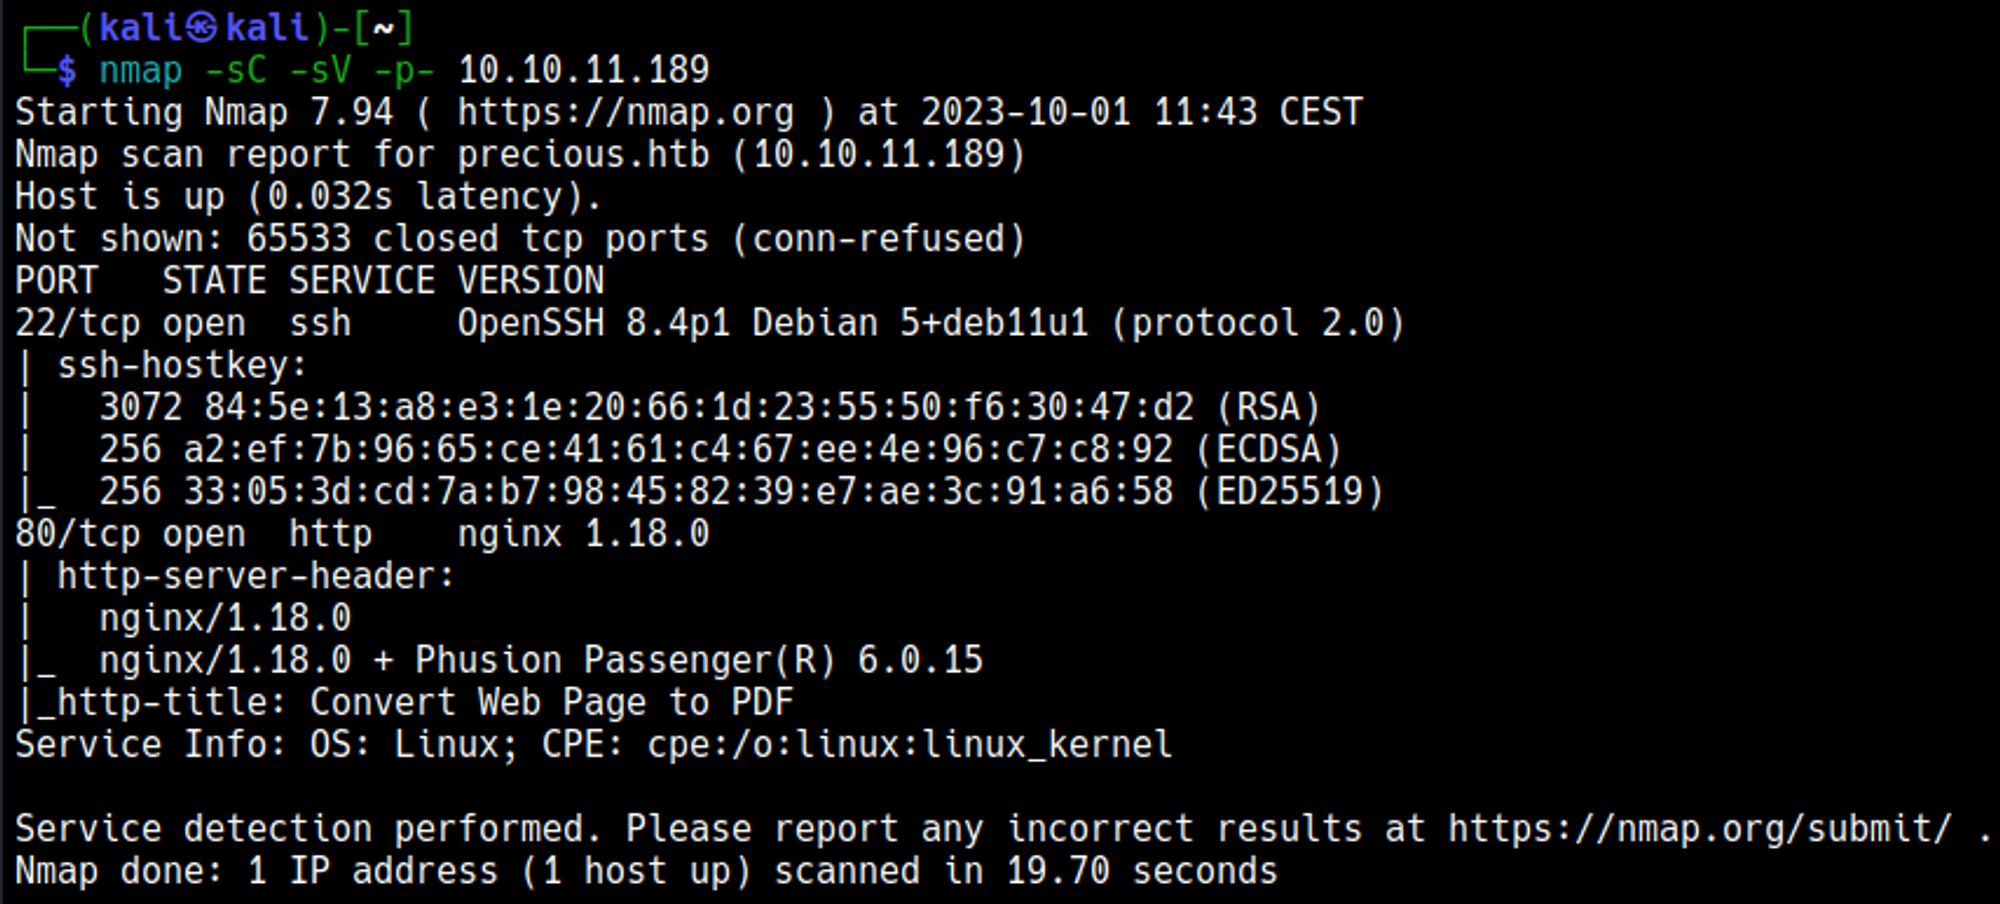 ┌──(kali㉿kali)-[~]
└─$ nmap -sC -sV -p- 10.10.11.189
Starting Nmap 7.94 ( https://nmap.org ) at 2023-10-01 11:43 CEST
Nmap scan report for precious.htb (10.10.11.189)
Host is up (0.032s latency).
Not shown: 65533 closed tcp ports (conn-refused)
PORT   STATE SERVICE VERSION
22/tcp open  ssh     OpenSSH 8.4p1 Debian 5+deb11u1 (protocol 2.0)
| ssh-hostkey:
|   3072 84:5e:13:a8:e3:1e:20:66:1d:23:55:50:f6:30:47:d2 (RSA)
|   256 a2:ef:7b:96:65:ce:41:61:c4:67:ee:4e:96:c7:c8:92 (ECDSA)
|_  256 33:05:3d:cd:7a:b7:98:45:82:39:e7:ae:3c:91:a6:58 (ED25519)
80/tcp open  http    nginx 1.18.0
| http-server-header:
|   nginx/1.18.0
|_  nginx/1.18.0 + Phusion Passenger(R) 6.0.15
|_http-title: Convert Web Page to PDF
Service Info: OS: Linux; CPE: cpe:/o:linux:linux_kernel

Service detection performed. Please report any incorrect results at https://nmap.org/submit/ .
Nmap done: 1 IP address (1 host up) scanned in 19.70 seconds